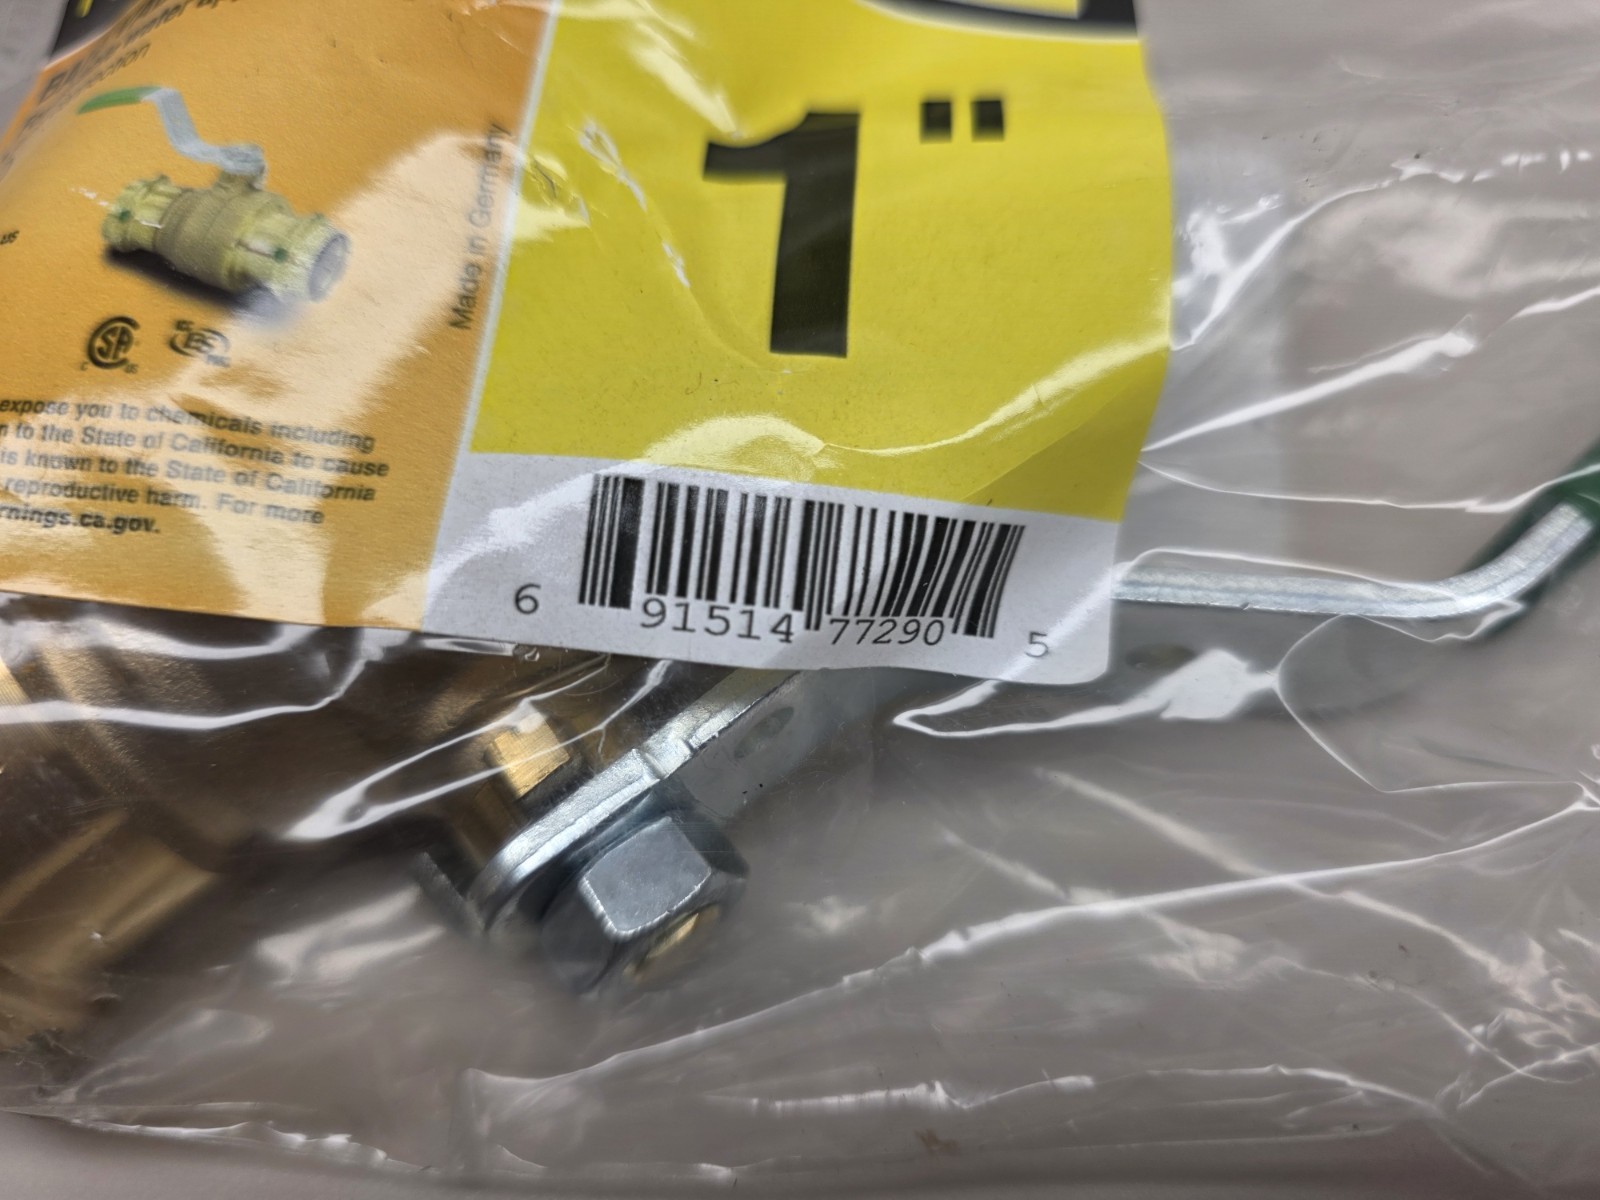 1"
Made in Germany
CSA
expose you to chemicals including
to the State of California to cause
is known to the State of California
reproductive harm. For more
rnings.ca.gov.
6 91514 77290 5